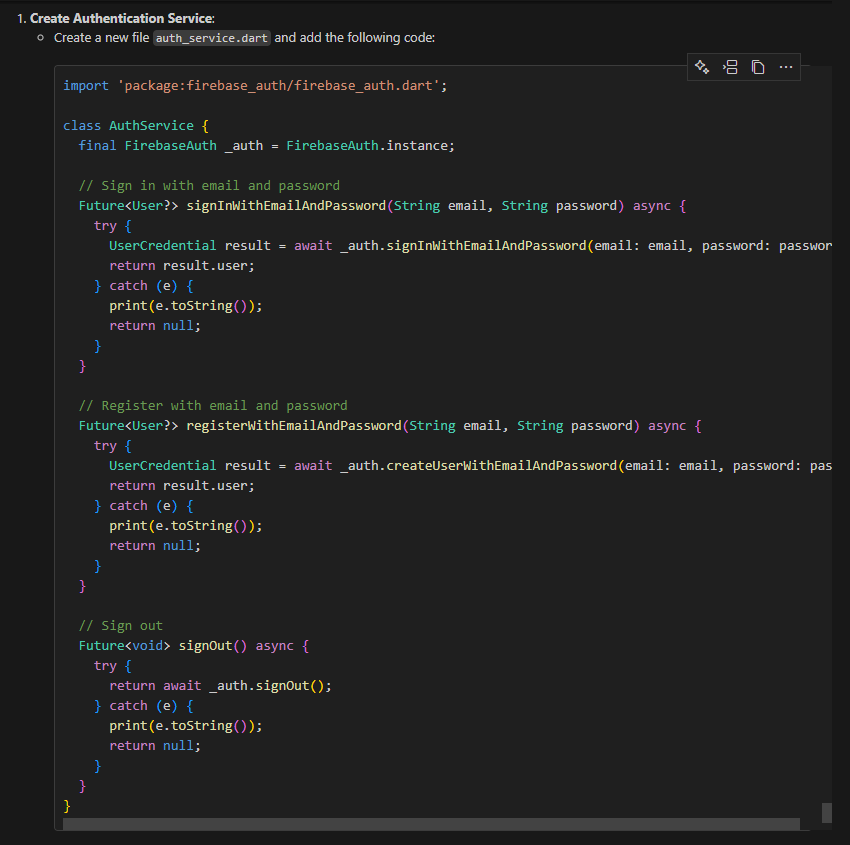 1. Create Authentication Service:
Create a new file auth_service.dart and add the following code:
import 'package:firebase_auth/firebase_auth.dart';
class AuthService {
final FirebaseAuth _auth = FirebaseAuth.instance;
// Sign in with email and password
Future<User?> signInWithEmailAndPassword(String email, String password) async {
try {
UserCredential result = await _auth.signInWithEmailAndPassword(email: email, password: passwor
return result.user;
} catch (e) {
print(e.toString());
return null;
}
}
// Register with email and password
Future<User?> registerWithEmailAndPassword(String email, String password) async {
try {
UserCredential result = await _auth.createUserWithEmailAndPassword(email: email, password: pas
return result.user;
} catch (e) {
print(e.toString());
return null;
}
}
// Sign out
Future<void> signOut() async {
try {
return await _auth.signOut();
} catch (e) {
print(e.toString());
return null;
}
}
}